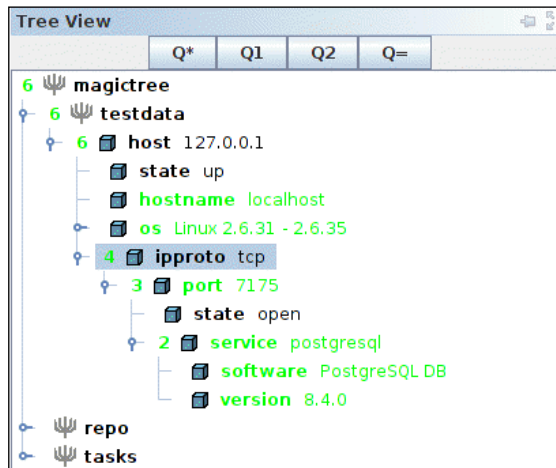 Tree View
Q* Q1 Q2 Q=
6 magictree
6 testdata
6 host 127.0.0.1
state up
hostname localhost
os Linux 2.6.31 - 2.6.35
4 ipproto tcp
3 port 7175
state open
2 service postgresql
software PostgreSQL DB
version 8.4.0
repo
tasks